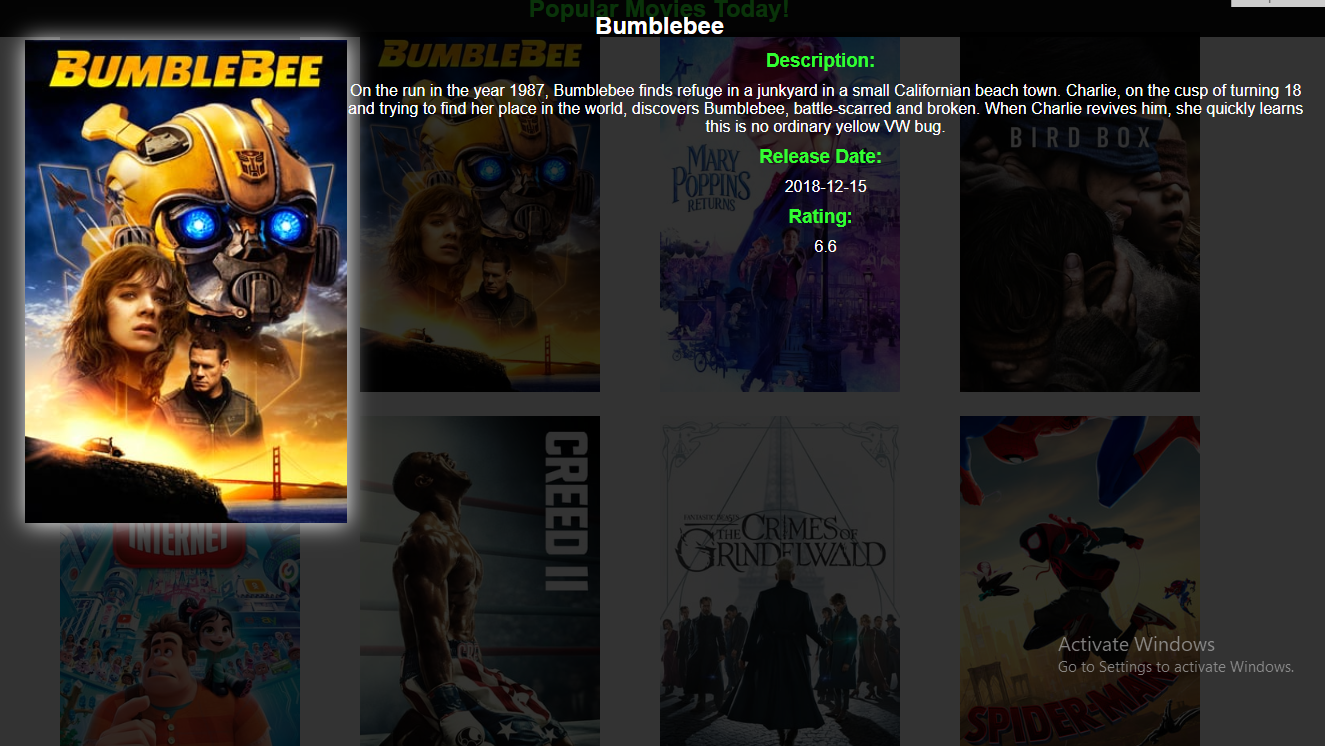 Popular Movies Today!
Bumblebee
BUMBLEBEE
BUMBLEBEE
Description:
On the run in the year 1987, Bumblebee finds refuge in a junkyard in a small Californian beach town. Charlie, on the cusp of turning 18
and trying to find her place in the world, discovers Bumblebee, battle-scarred and broken. When Charlie revives him, she quickly learns
this is no ordinary yellow VW bug.
BIRD BOX
Release Date:
MARY
POPPINS
RETURNS
2018-12-15
Rating:
6.6
INTERNET
CREED II
FANTASTIC BEASTS
THE CRIMES OF
GRINDELWALD
Activate Windows
Go to Settings to activate Windows.
SPIDER-MAN